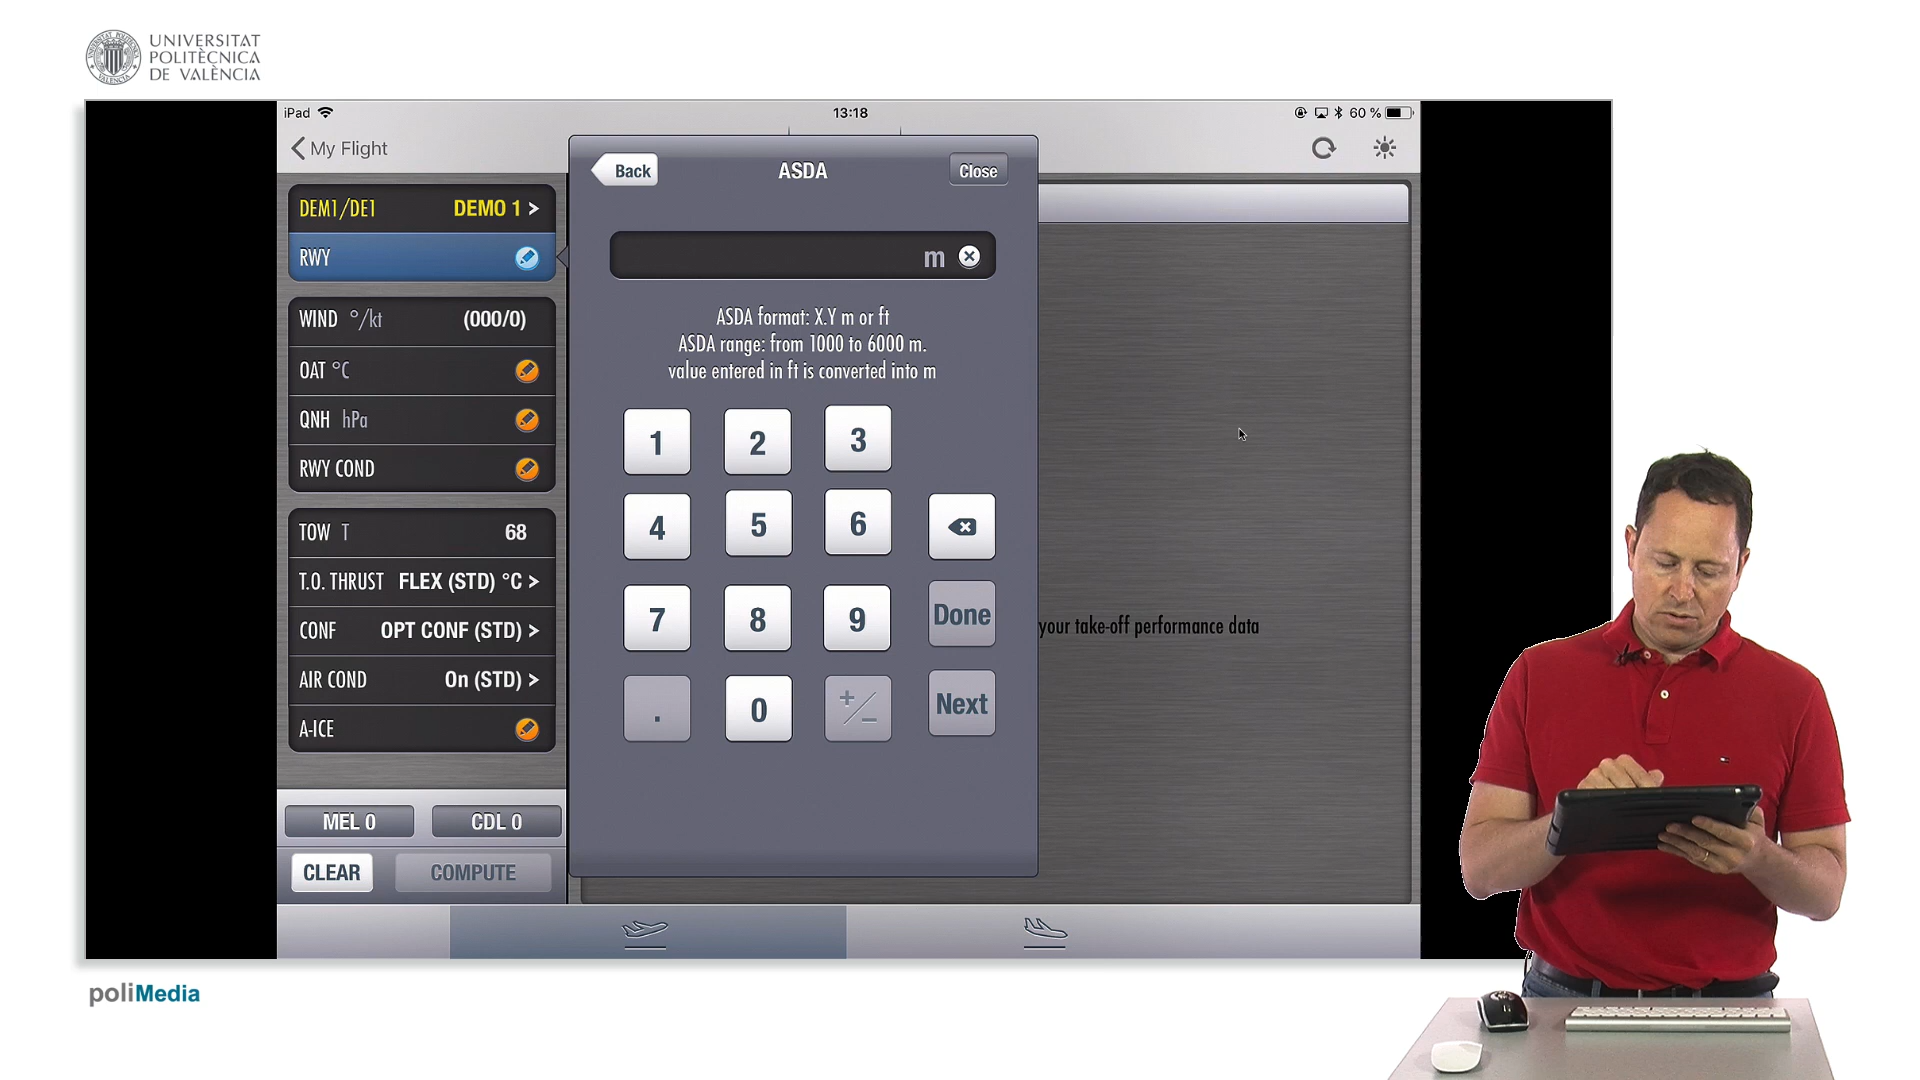 UNIVERSITAT
POLITÈCNICA
DE VALÈNCIA
iPad 13:18 60 %
My Flight
DEM1/DE1 DEMO 1 >
RWY
WIND °/kt (000/0)
OAT °C
QNH hPa
RWY COND
TOW T 68
T.O. THRUST FLEX (STD) °C >
CONF OPT CONF (STD) >
AIR COND On (STD) >
A-ICE
MEL 0 CDL 0
CLEAR COMPUTE
Back ASDA Close
m
ASDA format: X.Y m or ft
ASDA range: from 1000 to 6000 m.
value entered in ft is converted into m
1 2 3
4 5 6
7 8 9 Done
. 0 +/− Next
your take-off performance data
poliMedia